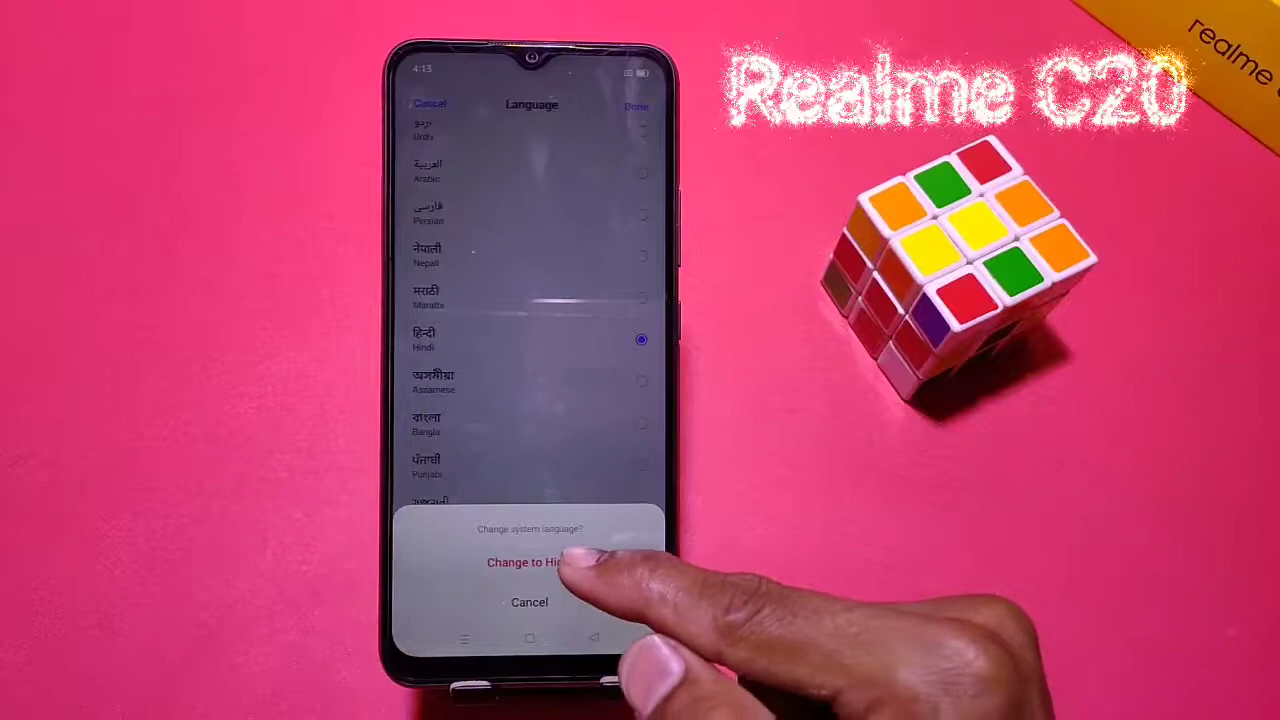 Realme C20
realme
4:13
Cancel
Language
Done
اردو
Urdu
العربية
Arabic
فارسی
Persian
नेपाली
Nepali
मराठी
Marathi
हिन्दी
Hindi
অসমীয়া
Assamese
বাংলা
Bangla
ਪੰਜਾਬੀ
Punjabi
ગુજરાતી
Change system language?
Change to Hi
Cancel